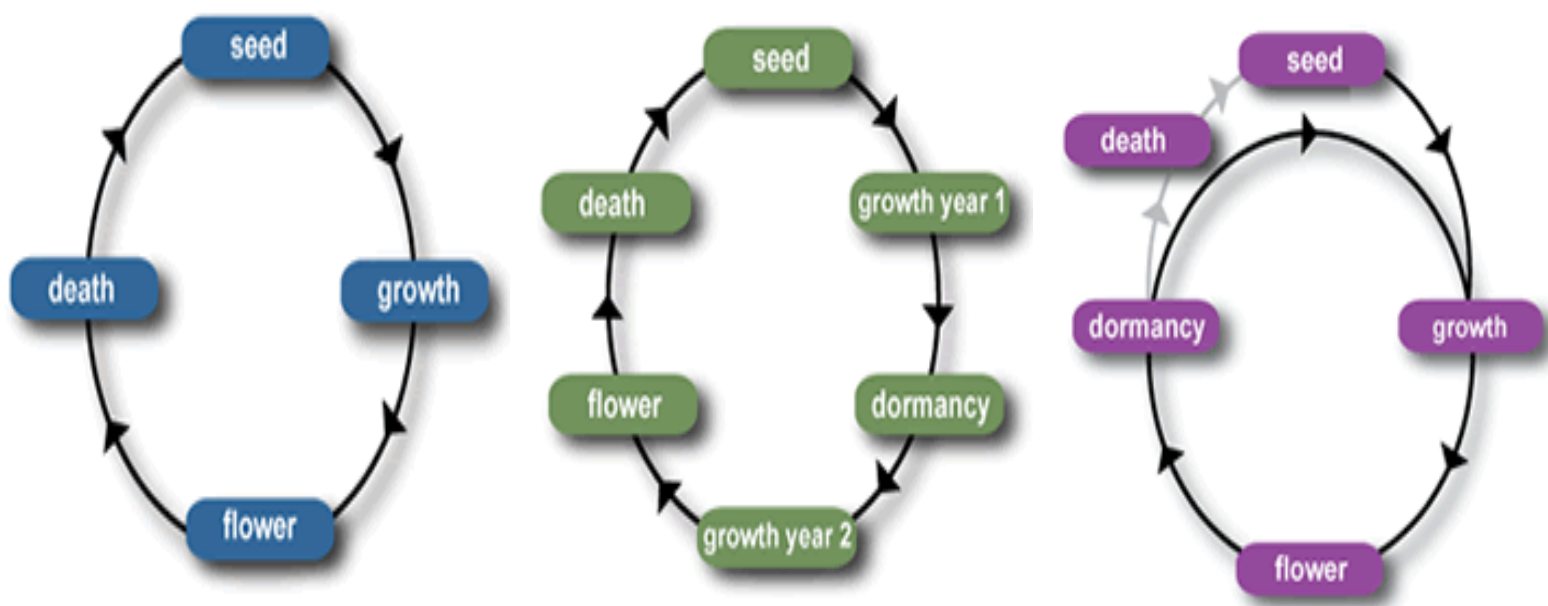 seed
growth
flower
death
seed
growth year 1
dormancy
growth year 2
flower
death
seed
growth
flower
dormancy
death